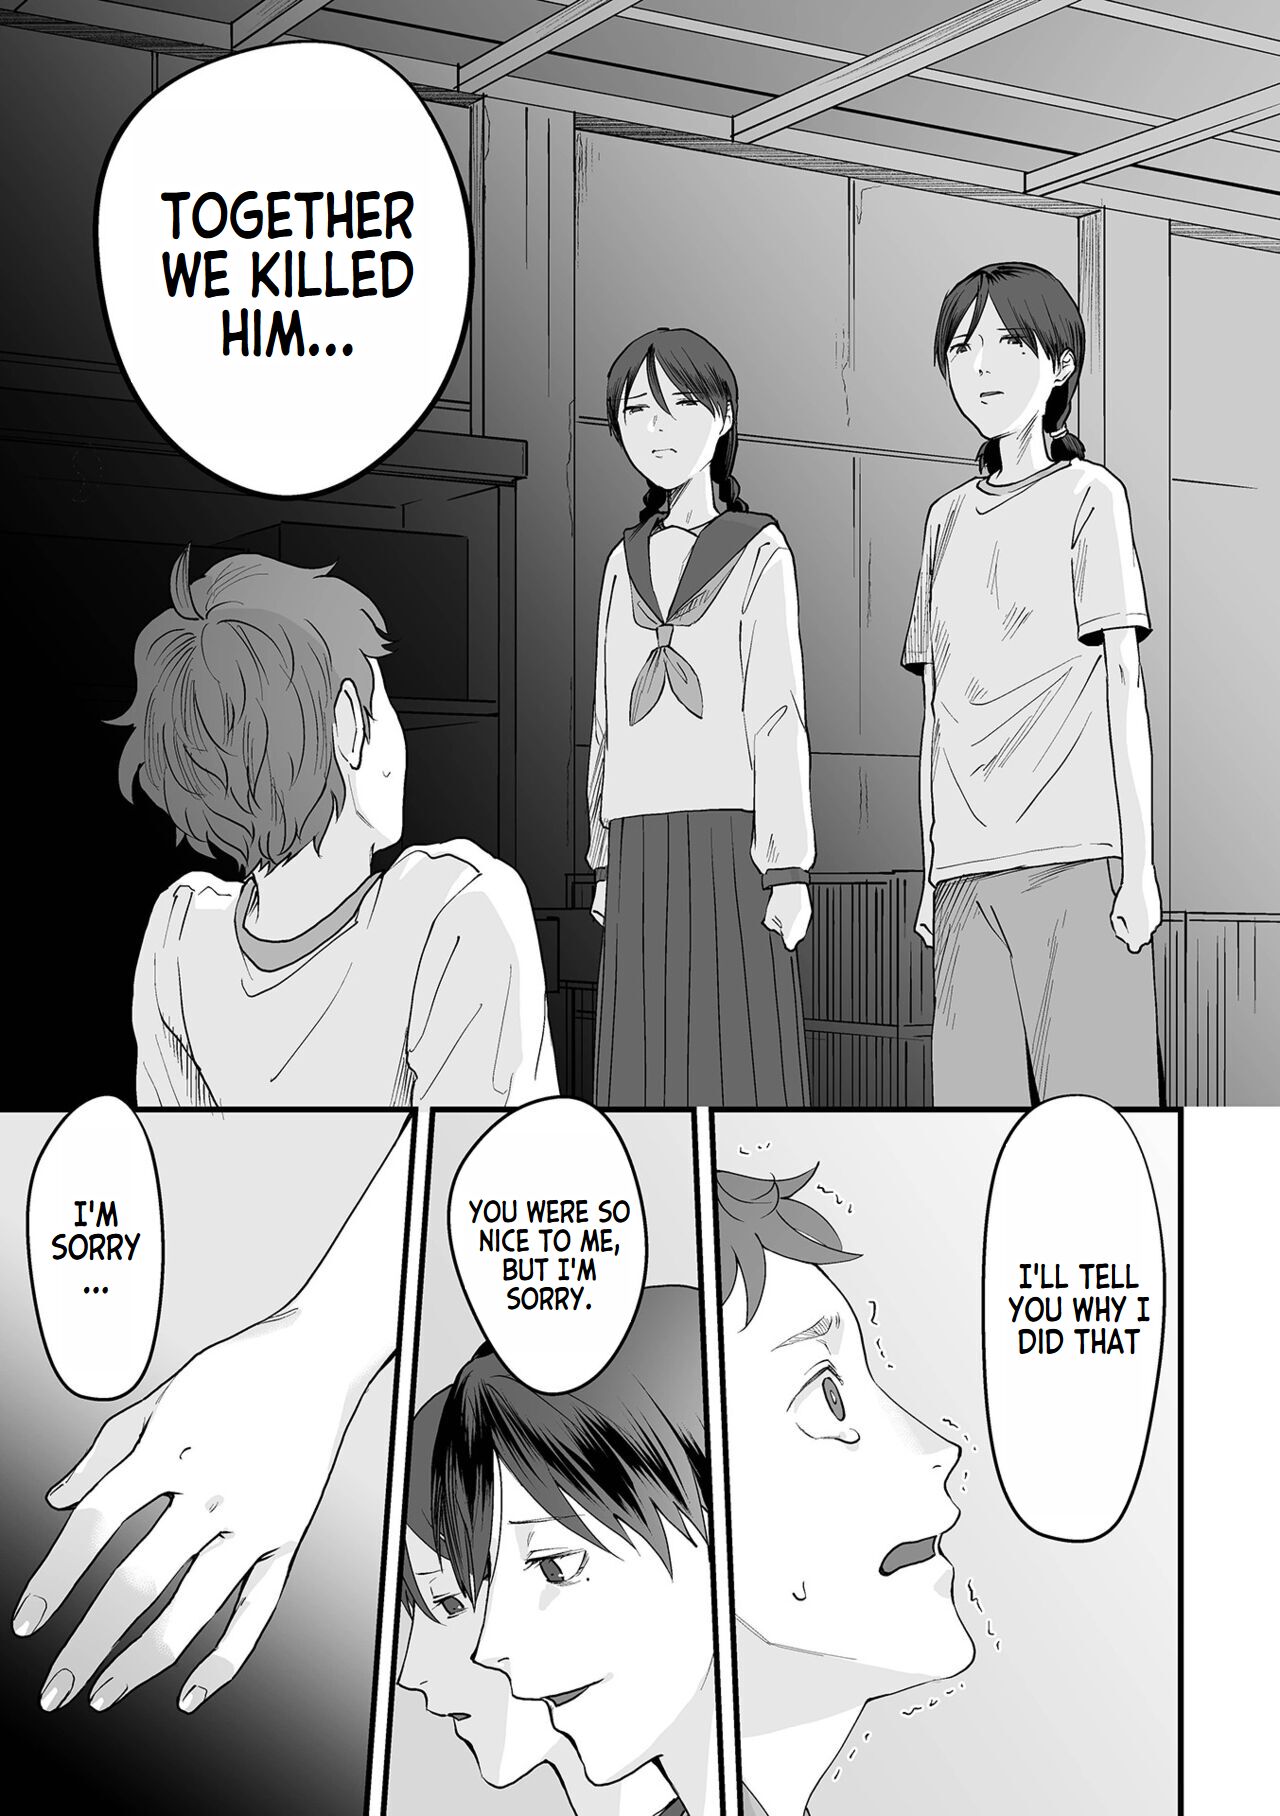 TOGETHER
WE KILLED
HIM...
I'LL TELL
YOU WHY I
DID THAT
YOU WERE SO
NICE TO ME,
BUT I'M
SORRY.
I'M
SORRY
...